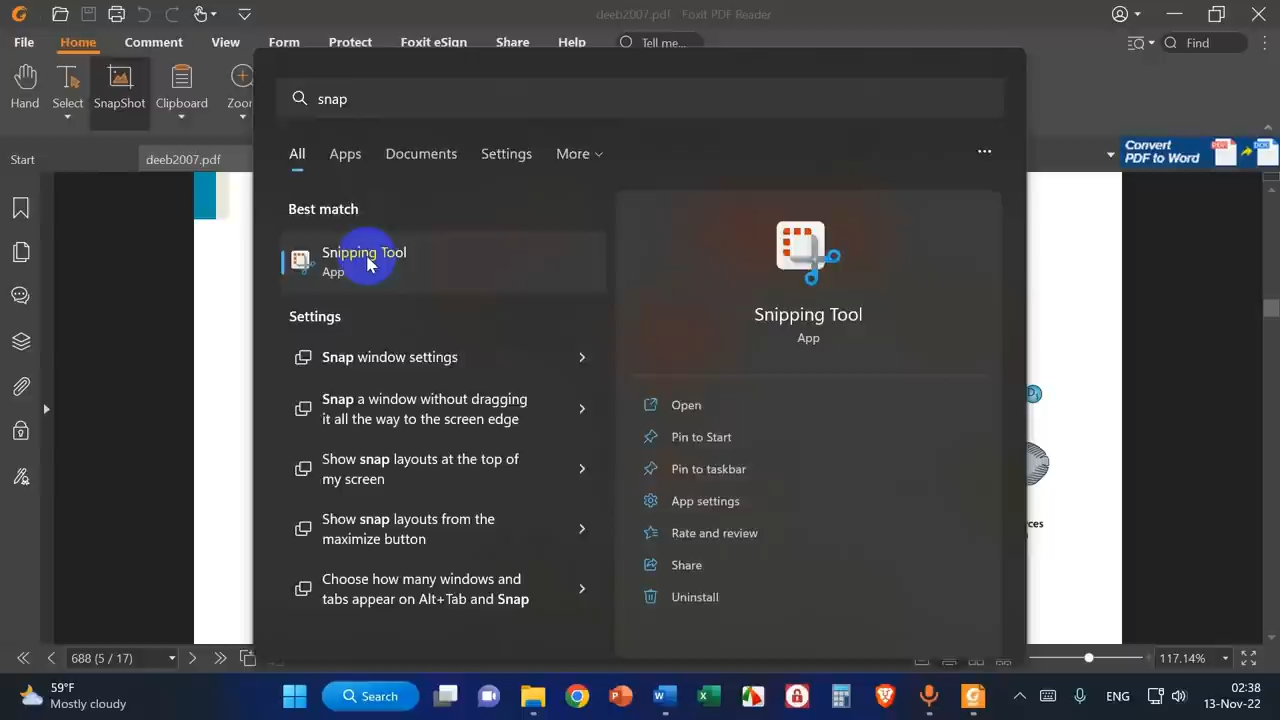 deeb2007.pdf - Foxit PDF Reader
File Home Comment View Form Protect Foxit eSign Share Help Tell me... Find
Hand Select SnapShot Clipboard Zoo
Start deeb2007.pdf
Convert
PDF to Word
snap
All Apps Documents Settings More
Best match
Snipping Tool
App
Settings
Snap window settings
Snap a window without dragging
it all the way to the screen edge
Show snap layouts at the top of
my screen
Show snap layouts from the
maximize button
Choose how many windows and
tabs appear on Alt+Tab and Snap
Snipping Tool
App
Open
Pin to Start
Pin to taskbar
App settings
Rate and review
Share
Uninstall
688 (5 / 17) 117.14%
59°F
Mostly cloudy
Search
ENG
02:38
13-Nov-22